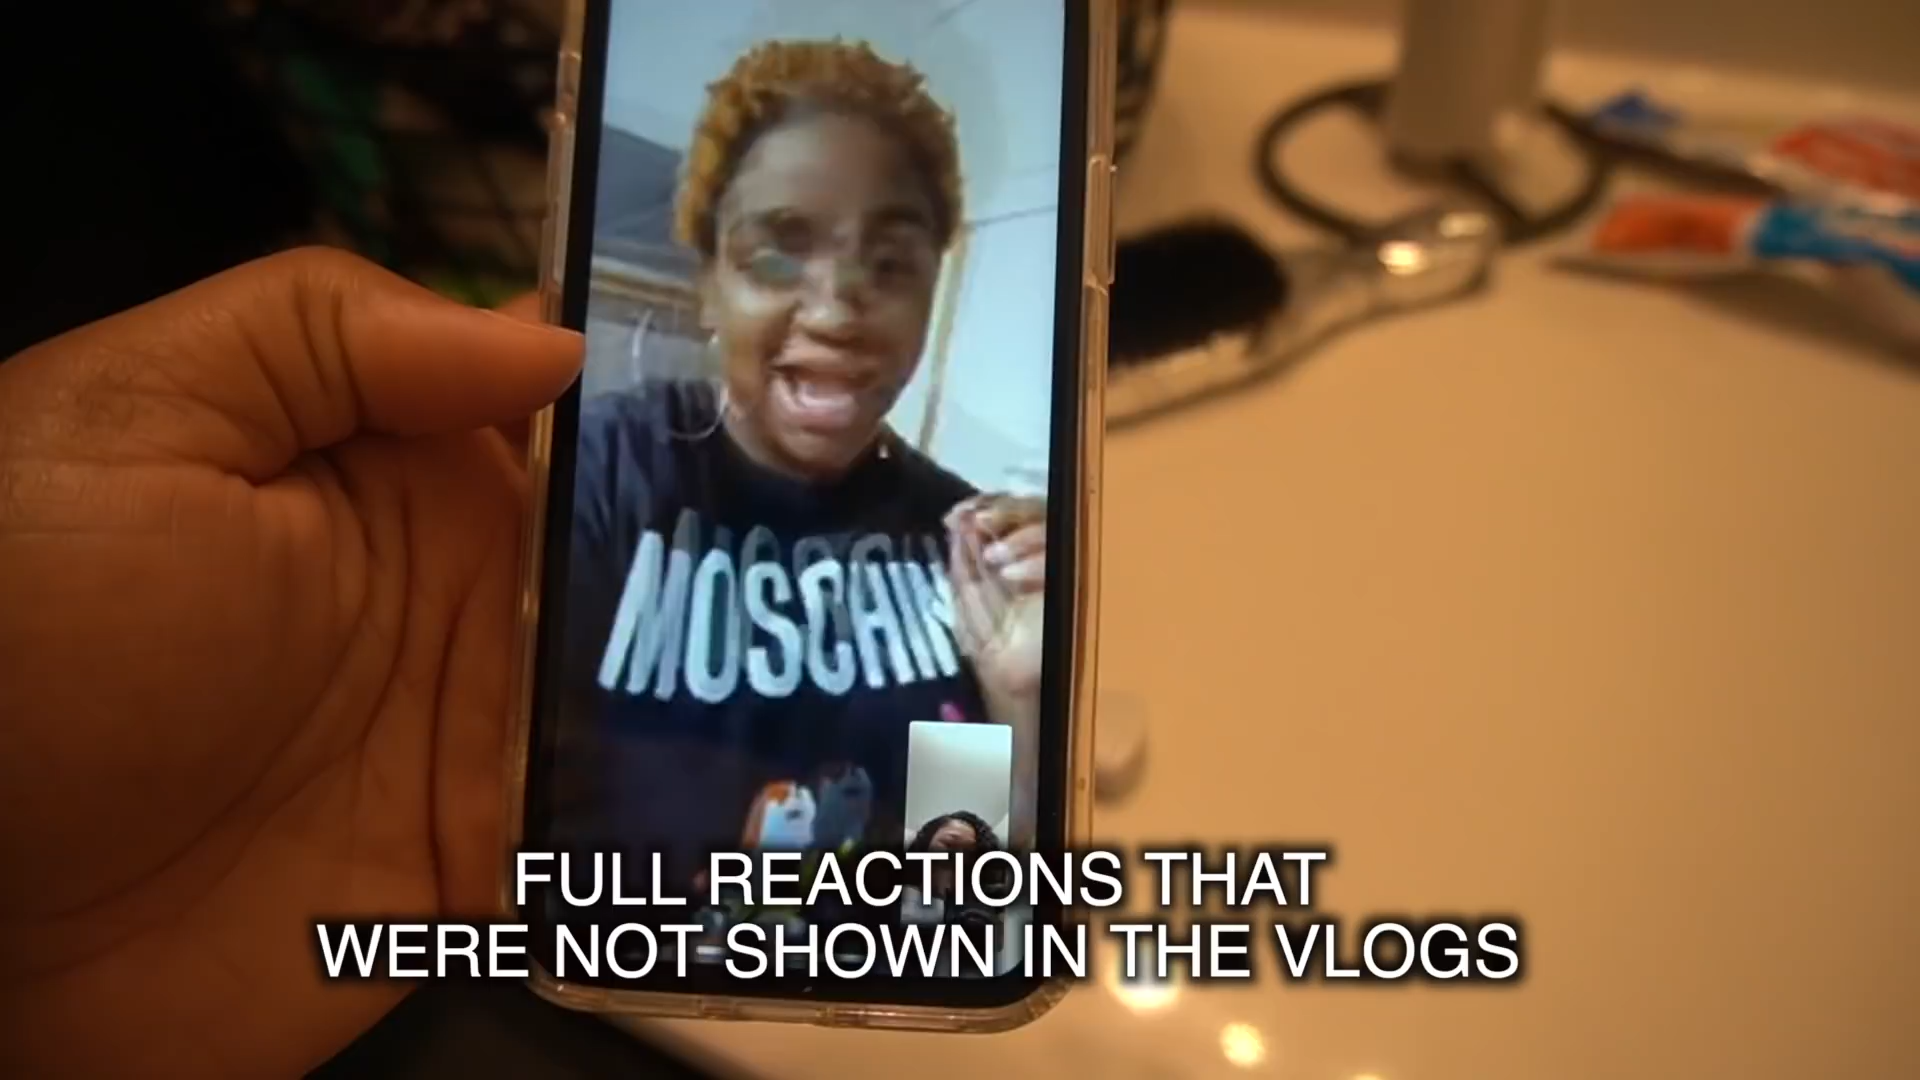 MOSCHIN
FULL REACTIONS THAT
WERE NOT SHOWN IN THE VLOGS